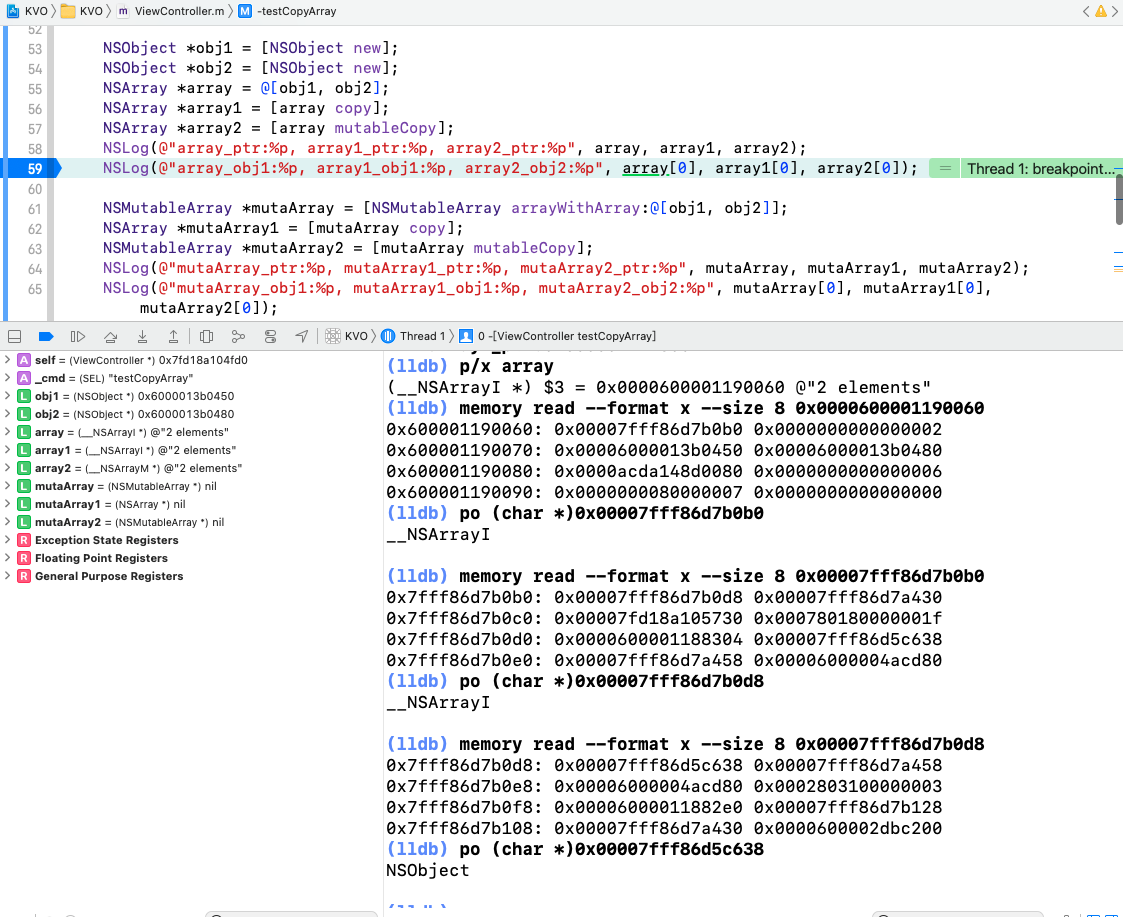 KVO KVO m ViewController.m M -testCopyArray
52
53 NSObject *obj1 = [NSObject new];
54 NSObject *obj2 = [NSObject new];
55 NSArray *array = @[obj1, obj2];
56 NSArray *array1 = [array copy];
57 NSArray *array2 = [array mutableCopy];
58 NSLog(@"array_ptr:%p, array1_ptr:%p, array2_ptr:%p", array, array1, array2);
59 NSLog(@"array_obj1:%p, array1_obj1:%p, array2_obj2:%p", array[0], array1[0], array2[0]); = Thread 1: breakpoint...
60
61 NSMutableArray *mutaArray = [NSMutableArray arrayWithArray:@[obj1, obj2]];
62 NSArray *mutaArray1 = [mutaArray copy];
63 NSMutableArray *mutaArray2 = [mutaArray mutableCopy];
64 NSLog(@"mutaArray_ptr:%p, mutaArray1_ptr:%p, mutaArray2_ptr:%p", mutaArray, mutaArray1, mutaArray2);
65 NSLog(@"mutaArray_obj1:%p, mutaArray1_obj1:%p, mutaArray2_obj2:%p", mutaArray[0], mutaArray1[0],
mutaArray2[0]);
KVO Thread 1 0 -[ViewController testCopyArray]
A self = (ViewController *) 0x7fd18a104fd0
A _cmd = (SEL) "testCopyArray"
L obj1 = (NSObject *) 0x6000013b0450
L obj2 = (NSObject *) 0x6000013b0480
L array = (__NSArrayI *) @"2 elements"
L array1 = (__NSArrayI *) @"2 elements"
L array2 = (__NSArrayM *) @"2 elements"
L mutaArray = (NSMutableArray *) nil
L mutaArray1 = (NSArray *) nil
L mutaArray2 = (NSMutableArray *) nil
R Exception State Registers
R Floating Point Registers
R General Purpose Registers
(lldb) p/x array
(__NSArrayI *) $3 = 0x0000600001190060 @"2 elements"
(lldb) memory read --format x --size 8 0x0000600001190060
0x600001190060: 0x00007fff86d7b0b0 0x0000000000000002
0x600001190070: 0x00006000013b0450 0x00006000013b0480
0x600001190080: 0x0000acda148d0080 0x0000000000000006
0x600001190090: 0x0000000080000007 0x0000000000000000
(lldb) po (char *)0x00007fff86d7b0b0
__NSArrayI
(lldb) memory read --format x --size 8 0x00007fff86d7b0b0
0x7fff86d7b0b0: 0x00007fff86d7b0d8 0x00007fff86d7a430
0x7fff86d7b0c0: 0x00007fd18a105730 0x000780180000001f
0x7fff86d7b0d0: 0x0000600001188304 0x00007fff86d5c638
0x7fff86d7b0e0: 0x00007fff86d7a458 0x00006000004acd80
(lldb) po (char *)0x00007fff86d7b0d8
__NSArrayI
(lldb) memory read --format x --size 8 0x00007fff86d7b0d8
0x7fff86d7b0d8: 0x00007fff86d5c638 0x00007fff86d7a458
0x7fff86d7b0e8: 0x00006000004acd80 0x0002803100000003
0x7fff86d7b0f8: 0x00006000011882e0 0x00007fff86d7b128
0x7fff86d7b108: 0x00007fff86d7a430 0x0000600002dbc200
(lldb) po (char *)0x00007fff86d5c638
NSObject